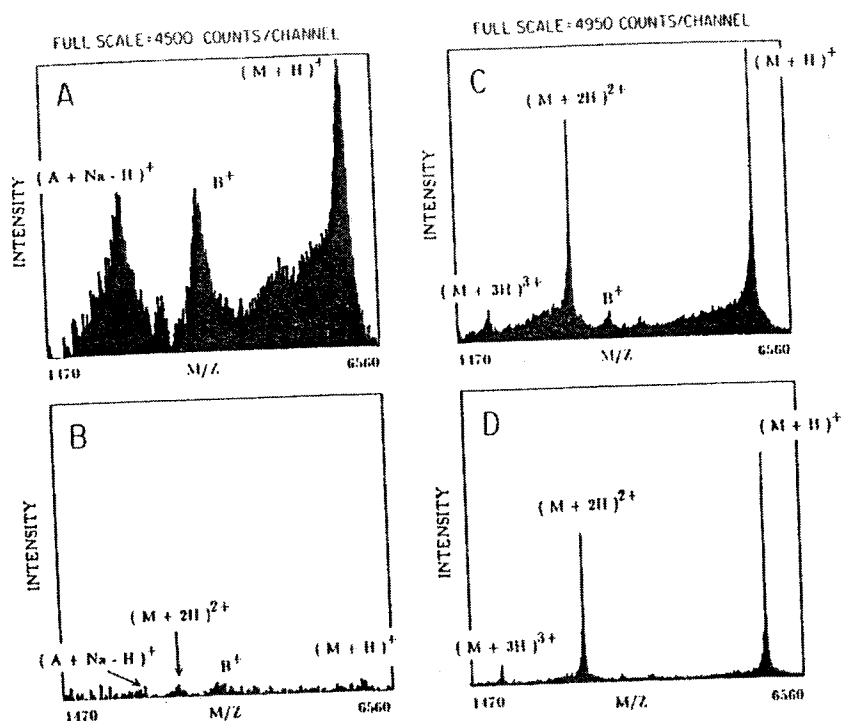 FULL SCALE=4500 COUNTS/CHANNEL
A
(M + H)+
(A + Na - H)+
B+
INTENSITY
1470 M/Z 6560
B
(M + 2H)2+
(A + Na - H)+
B+
(M + H)+
INTENSITY
1470 M/Z 6560
FULL SCALE=4950 COUNTS/CHANNEL
C
(M + H)+
(M + 2H)2+
(M + 3H)3+
B+
INTENSITY
1470 M/Z 6560
D
(M + H)+
(M + 2H)2+
(M + 3H)3+
INTENSITY
1470 M/Z 6560